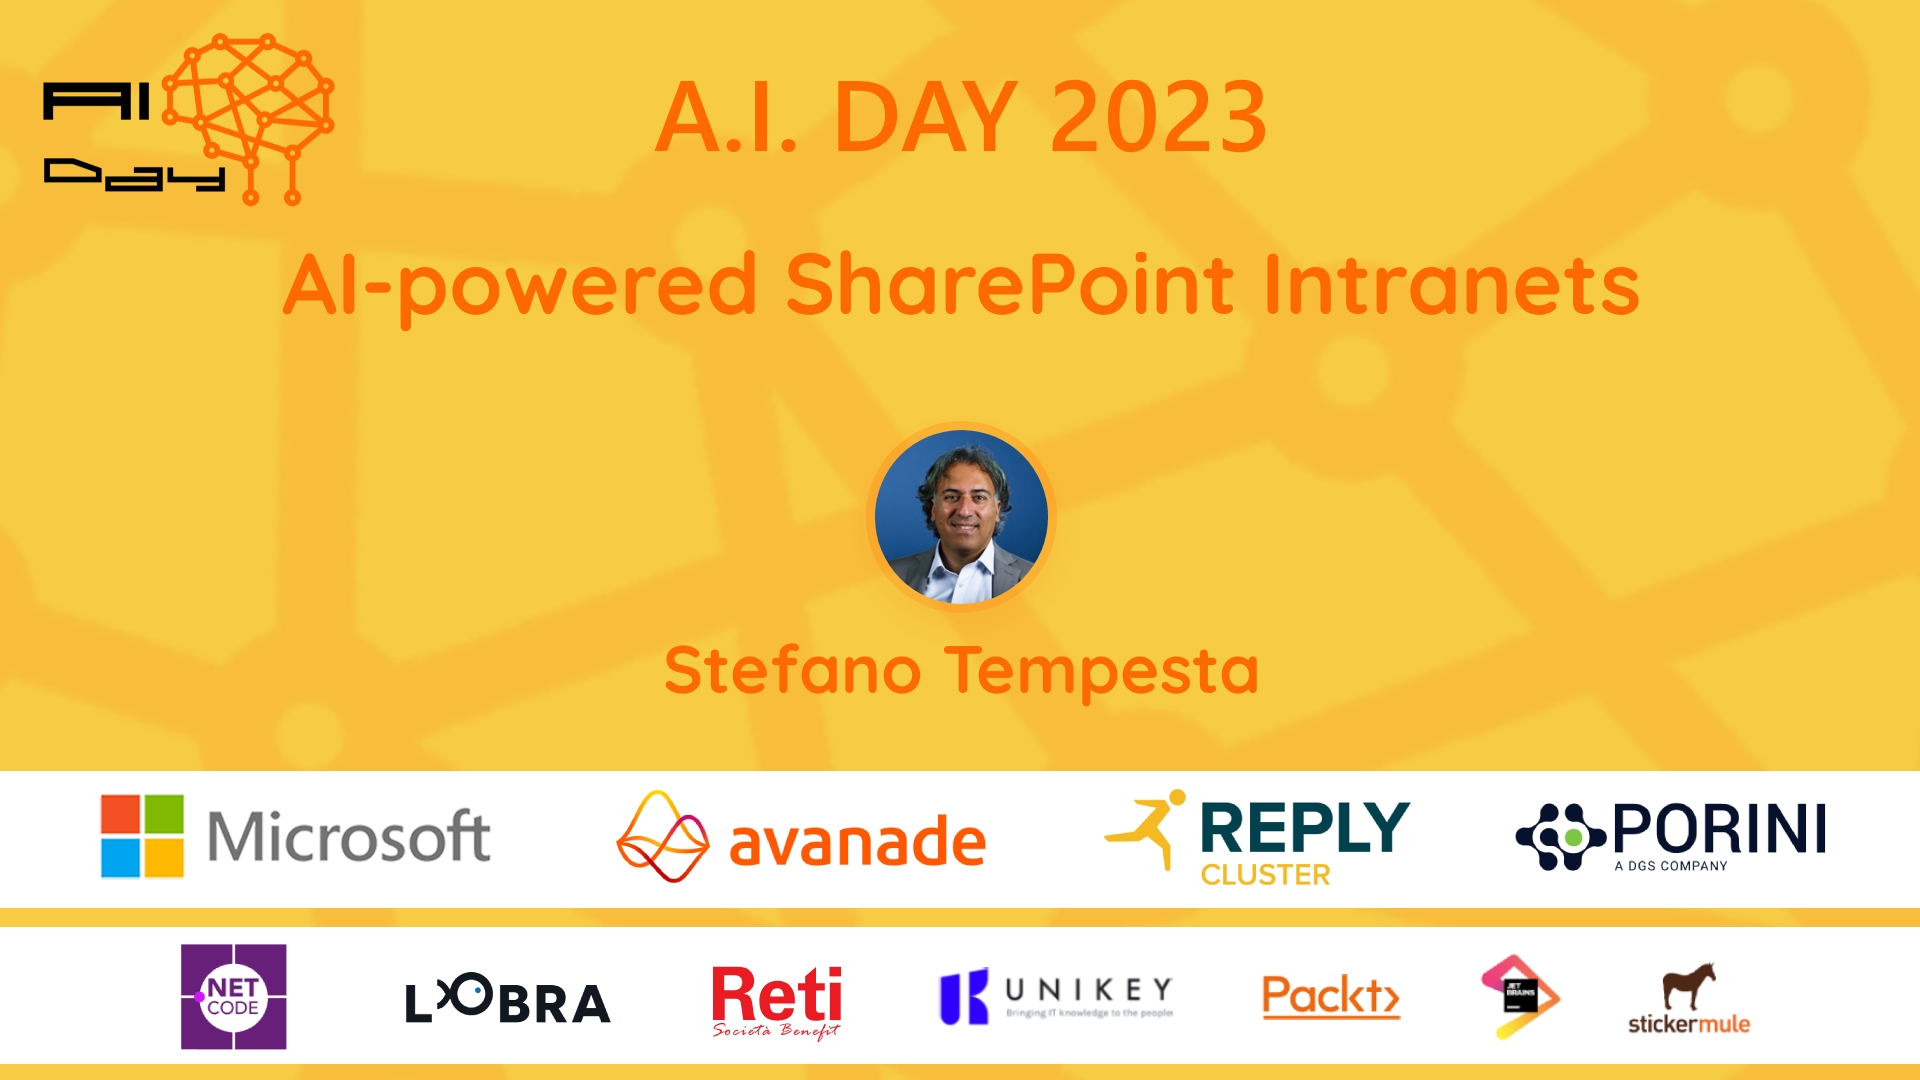 AI
Day
A.I. DAY 2023
AI-powered SharePoint Intranets
Stefano Tempesta
Microsoft
avanade
REPLY
CLUSTER
PORINI
A DGS COMPANY
NET
CODE
LOBRA
Reti
Società Benefit
UNIKEY
Bringing IT knowledge to the people!
Packt>
JET
BRAINS
stickermule